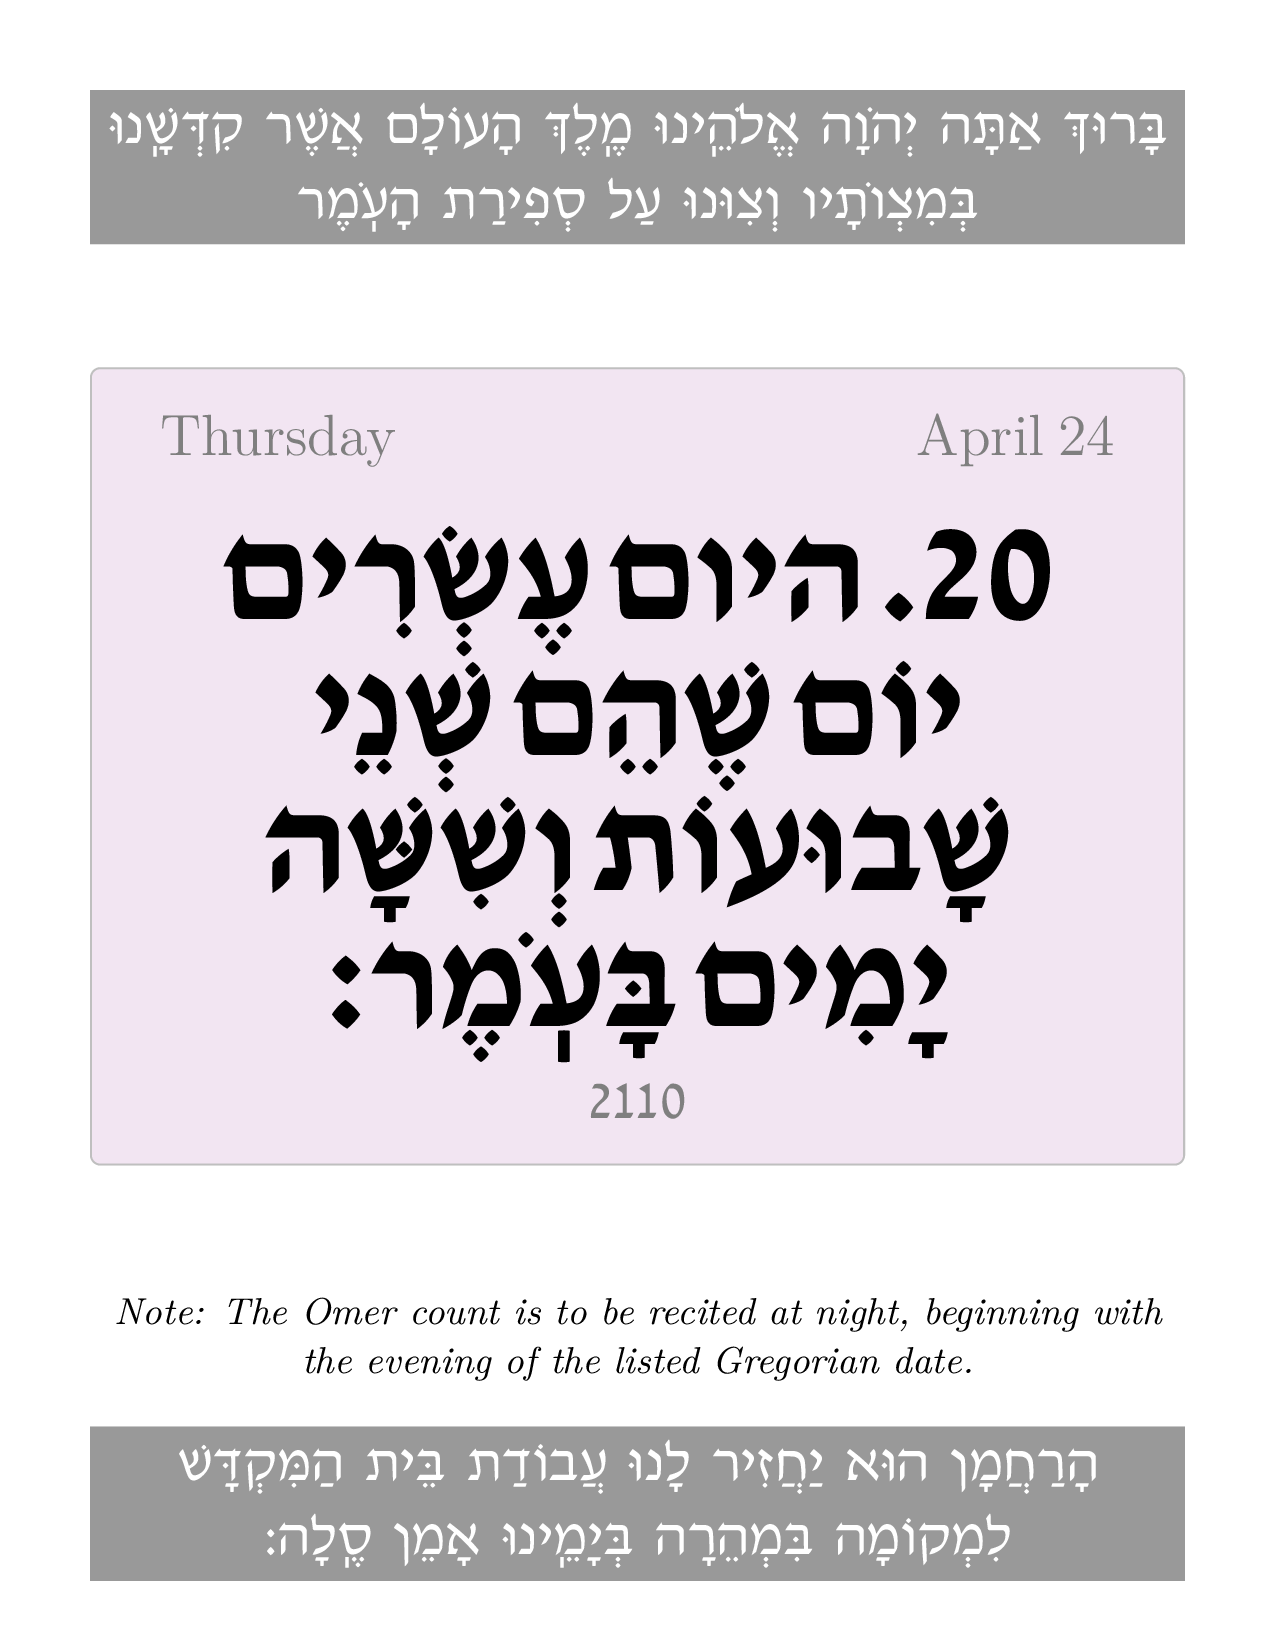 בָּרוּךְ אַתָּה יְהֹוָה אֱלֹהֵֽינוּ מֶֽלֶךְ הָעוֹלָם אֲשֶׁר קִדְּשָֽׁנוּ
בְּמִצְוֹתָיו וְצִוּנוּ עַל סְפִירַת הָעֹֽמֶר
Thursday April 24
20. היום עֶשְׂרִים
יוֹם שֶׁהֵם שְׁנֵי
שָׁבוּעוֹת וְשִׁשָּׁה
יָמִים בָּעֹֽמֶר:
2110
Note: The Omer count is to be recited at night, beginning with
the evening of the listed Gregorian date.
הָרַחֲמָן הוּא יַחֲזִיר לָנוּ עֲבוֹדַת בֵּית הַמִּקְדָּשׁ
לִמְקוֹמָה בִּמְהֵרָה בְּיָמֵֽינוּ אָמֵן סֶֽלָה: